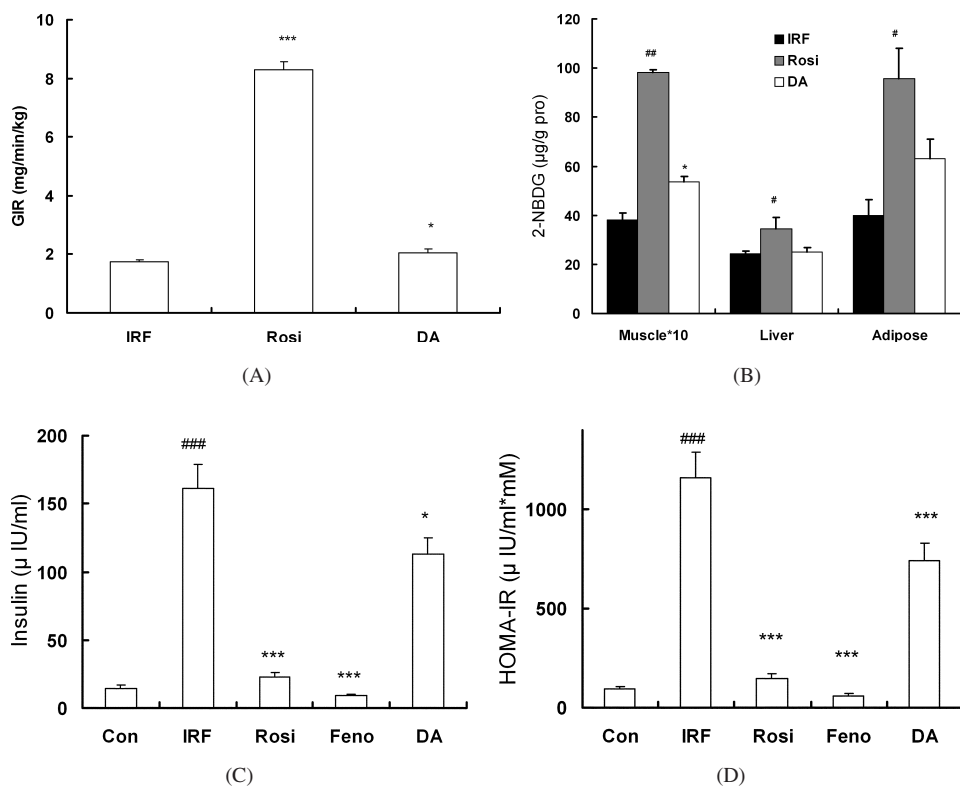 GIR (mg/min/kg)
10
8
6
4
2
0
***
*
IRF Rosi DA
(A)
2-NBDG (µg/g pro)
120
100
80
60
40
20
0
IRF
Rosi
DA
##
*
#
#
Muscle*10 Liver Adipose
(B)
Insulin (µ IU/ml)
200
150
100
50
0
###
***
***
*
Con IRF Rosi Feno DA
(C)
HOMA-IR (µ IU/ml*mM)
1000
500
0
###
***
***
***
Con IRF Rosi Feno DA
(D)